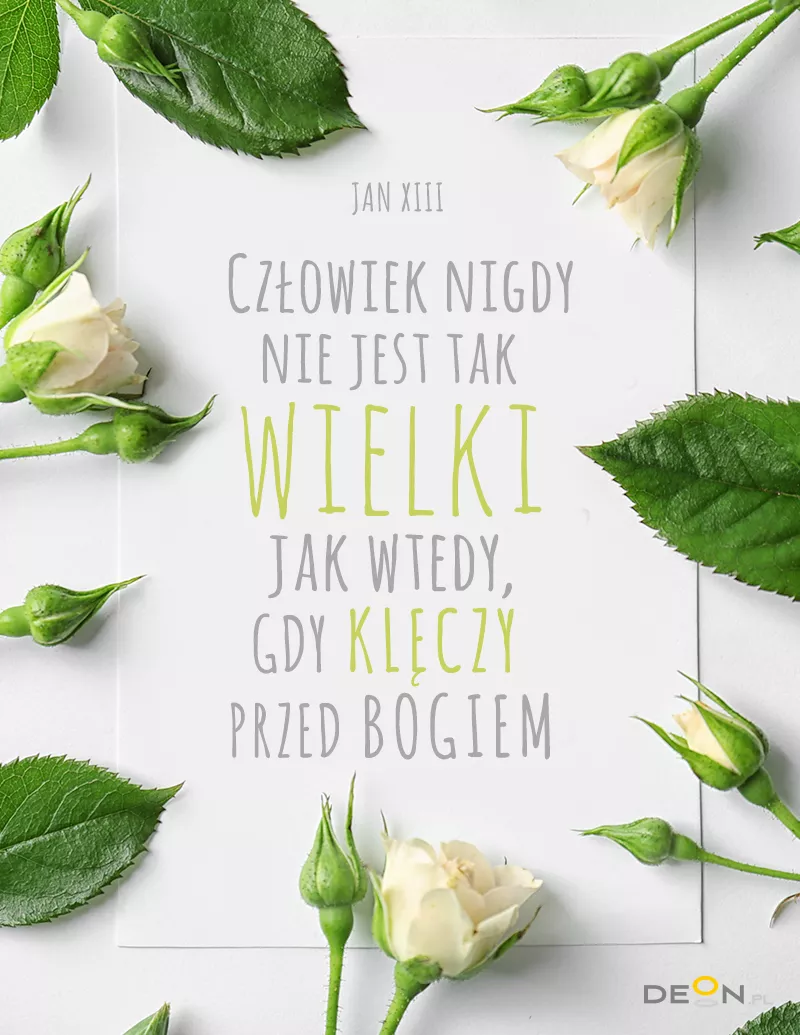 JAN XIII
CZŁOWIEK NIGDY
NIE JEST TAK
WIELKI
JAK WTEDY,
GDY KLĘCZY
PRZED BOGIEM
DEON.PL